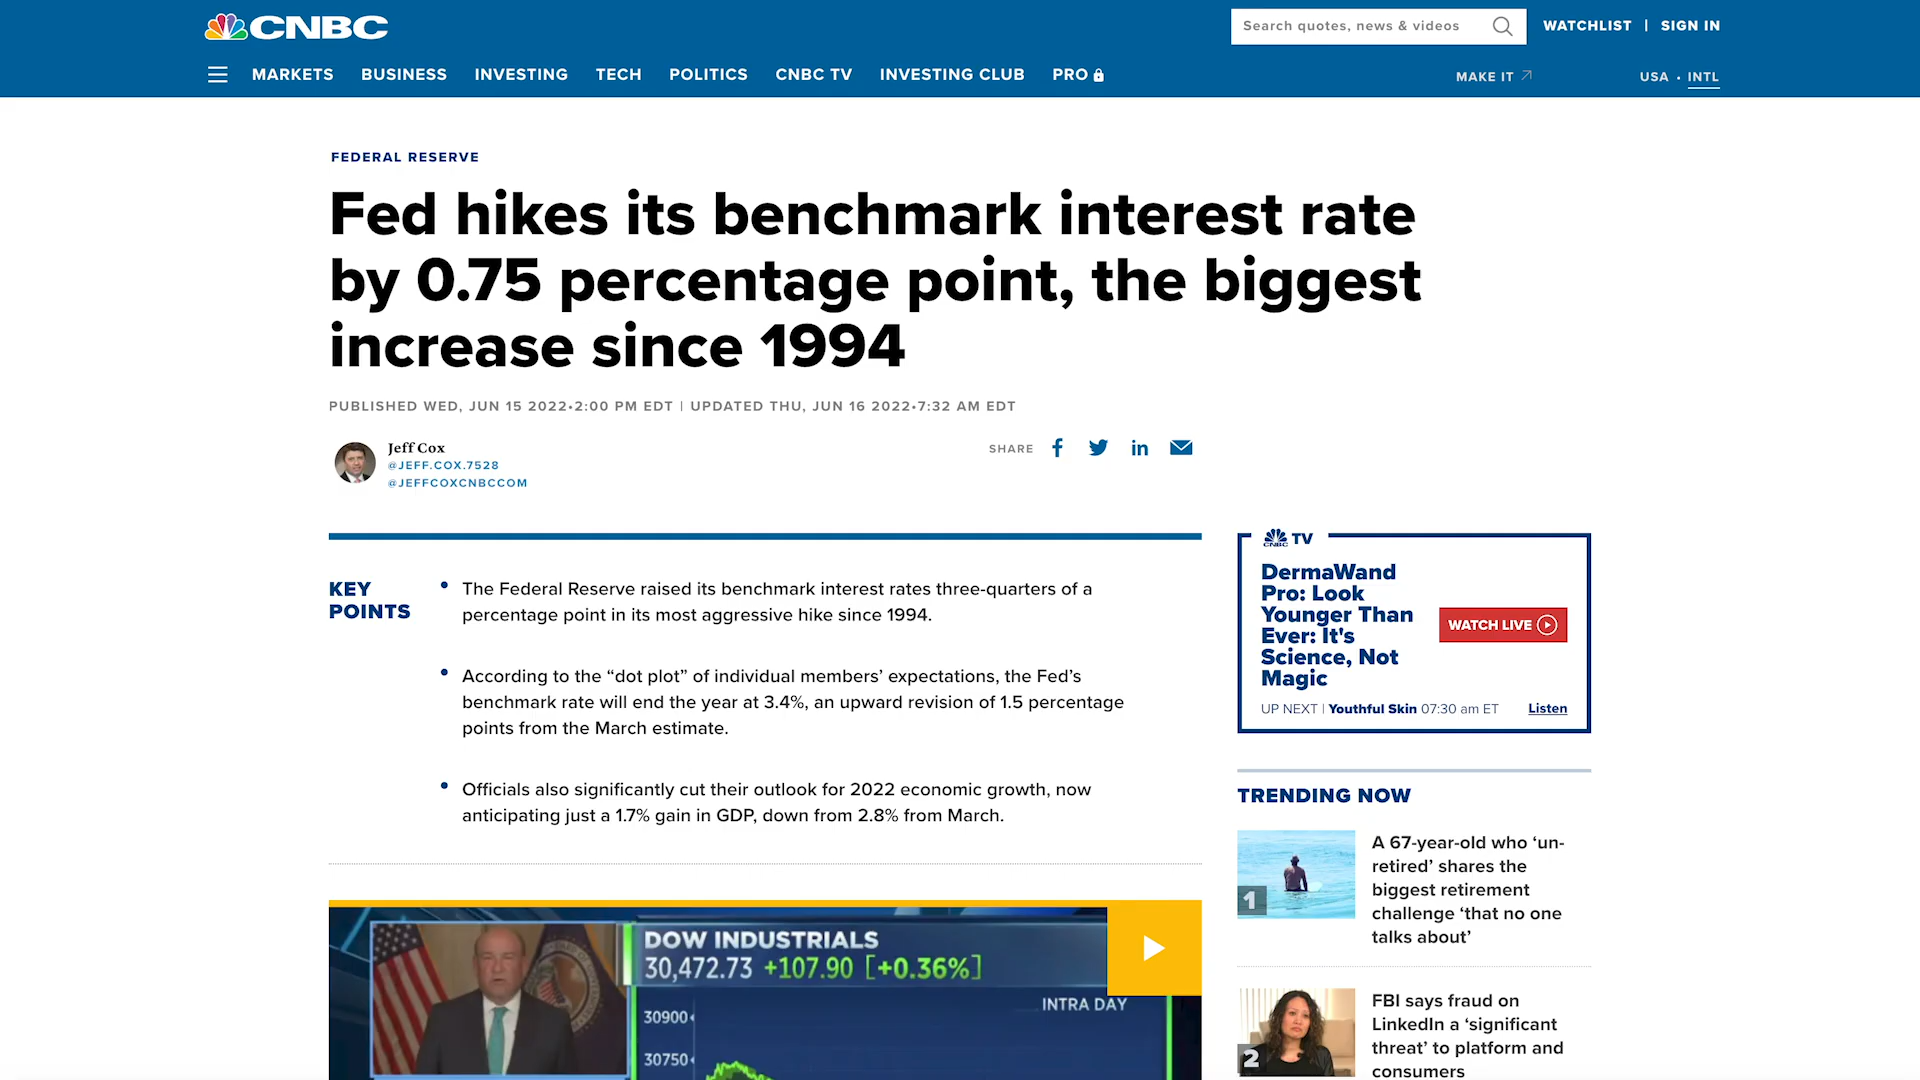 CNBC
Search quotes, news & videos
WATCHLIST | SIGN IN
MARKETS BUSINESS INVESTING TECH POLITICS CNBC TV INVESTING CLUB PRO
MAKE IT
USA • INTL
FEDERAL RESERVE
Fed hikes its benchmark interest rate
by 0.75 percentage point, the biggest
increase since 1994
PUBLISHED WED, JUN 15 2022•2:00 PM EDT | UPDATED THU, JUN 16 2022•7:32 AM EDT
Jeff Cox
@JEFF.COX.7528
@JEFFCOXCNBCCOM
SHARE
KEY
POINTS
• The Federal Reserve raised its benchmark interest rates three-quarters of a
percentage point in its most aggressive hike since 1994.
• According to the “dot plot” of individual members’ expectations, the Fed’s
benchmark rate will end the year at 3.4%, an upward revision of 1.5 percentage
points from the March estimate.
• Officials also significantly cut their outlook for 2022 economic growth, now
anticipating just a 1.7% gain in GDP, down from 2.8% from March.
DOW INDUSTRIALS
30,472.73 +107.90 [+0.36%]
INTRA DAY
30900
30750
CNBC TV
DermaWand
Pro: Look
Younger Than
Ever: It's
Science, Not
Magic
WATCH LIVE
UP NEXT | Youthful Skin 07:30 am ET
Listen
TRENDING NOW
1
A 67-year-old who ‘un-
retired’ shares the
biggest retirement
challenge ‘that no one
talks about’
2
FBI says fraud on
LinkedIn a ‘significant
threat’ to platform and
consumers